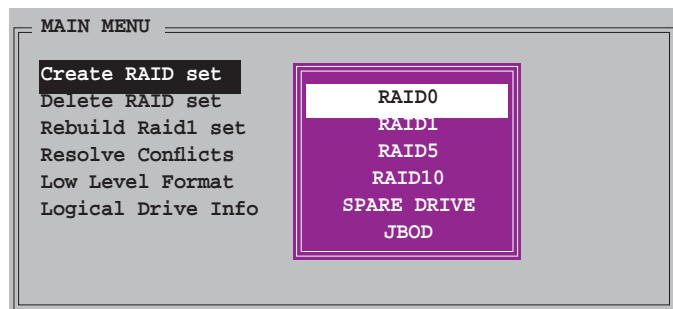 MAIN MENU
Create RAID set
Delete RAID set
Rebuild Raid1 set
Resolve Conflicts
Low Level Format
Logical Drive Info
RAID0
RAID1
RAID5
RAID10
SPARE DRIVE
JBOD